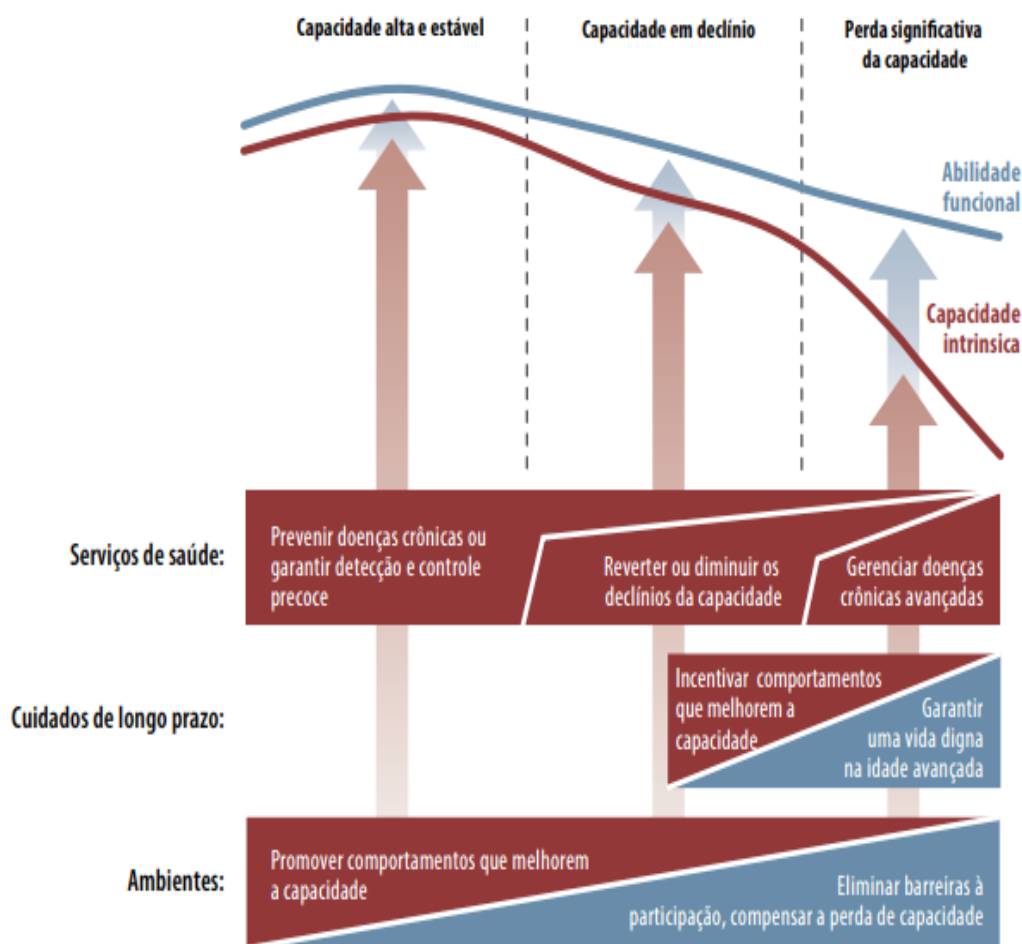 Capacidade alta e estável
Capacidade em declínio
Perda significativa
da capacidade
Abilidade
funcional
Capacidade
intrinsica
Serviços de saúde:
Prevenir doenças crônicas ou
garantir detecção e controle
precoce
Reverter ou diminuir os
declínios da capacidade
Gerenciar doenças
crônicas avançadas
Cuidados de longo prazo:
Incentivar comportamentos
que melhorem a
capacidade
Garantir
uma vida digna
na idade avançada
Ambientes:
Promover comportamentos que melhorem
a capacidade
Eliminar barreiras à
participação, compensar a perda de capacidade